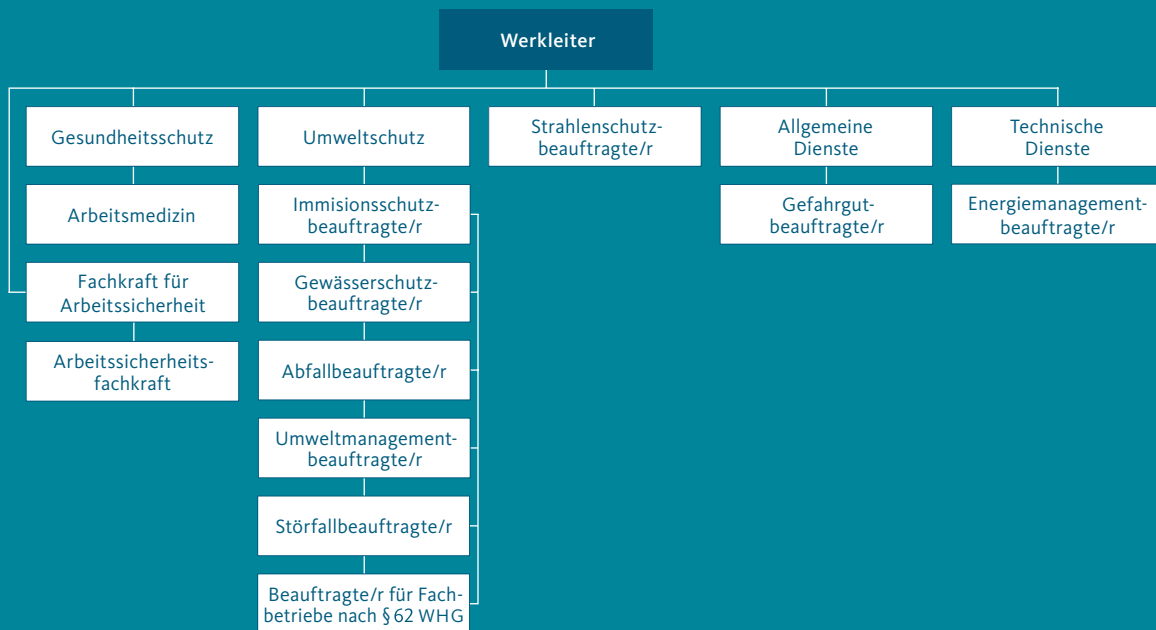 Werkleiter
Gesundheitsschutz
Arbeitsmedizin
Fachkraft für
Arbeitssicherheit
Arbeitssicherheits-
fachkraft
Umweltschutz
Immisionsschutz-
beauftragte/r
Gewässerschutz-
beauftragte/r
Abfallbeauftragte/r
Umweltmanagement-
beauftragte/r
Störfallbeauftragte/r
Beauftragte/r für Fach-
betriebe nach § 62 WHG
Strahlenschutz-
beauftragte/r
Allgemeine
Dienste
Gefahrgut-
beauftragte/r
Technische
Dienste
Energiemanagement-
beauftragte/r